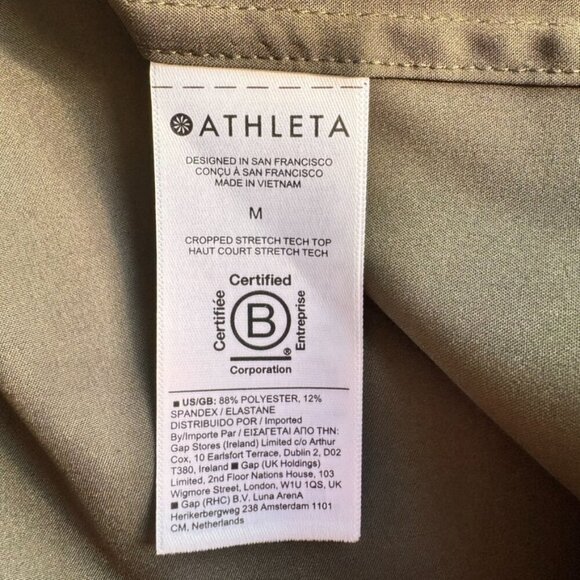 ATHLETA
DESIGNED IN SAN FRANCISCO
CONÇU À SAN FRANCISCO
MADE IN VIETNAM
M
CROPPED STRETCH TECH TOP
HAUT COURT STRETCH TECH
Certified
Certifiée
B
Entreprise
®
Corporation
■ US/GB: 88% POLYESTER, 12%
SPANDEX / ELASTANE
DISTRIBUIDO POR / Imported
By/Importe Par / ΕΙΣΑΓΕΤΑΙ ΑΠΟ ΤΗΝ:
Gap Stores (Ireland) Limited c/o Arthur
Cox, 10 Earlsfort Terrace, Dublin 2, D02
T380, Ireland ■ Gap (UK Holdings)
Limited, 2nd Floor Nations House, 103
Wigmore Street, London, W1U 1QS, UK
■ Gap (RHC) B.V. Luna ArenA
Herikerbergweg 238 Amsterdam 1101
CM, Netherlands